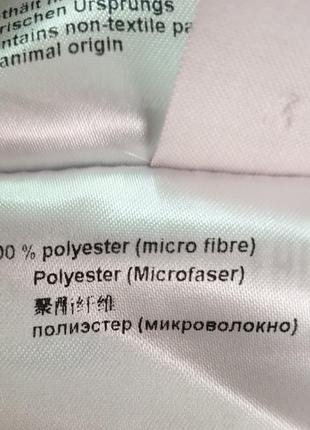 enthält n
rischen Ursprungs
ntains non-textile pa
animal origin
00 % polyester (micro fibre)
Polyester (Microfaser)
聚酯纤维
полиэстер (микроволокно)